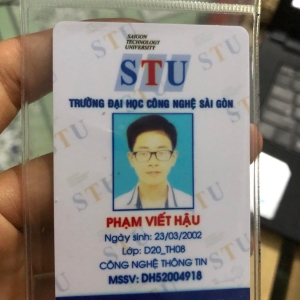 SAIGON
TECHNOLOGY
UNIVERSITY
STU
TRƯỜNG ĐẠI HỌC CÔNG NGHỆ SÀI GÒN
PHẠM VIẾT HẬU
Ngày sinh: 23/03/2002
Lớp: D20_TH08
CÔNG NGHỆ THÔNG TIN
MSSV: DH52004918